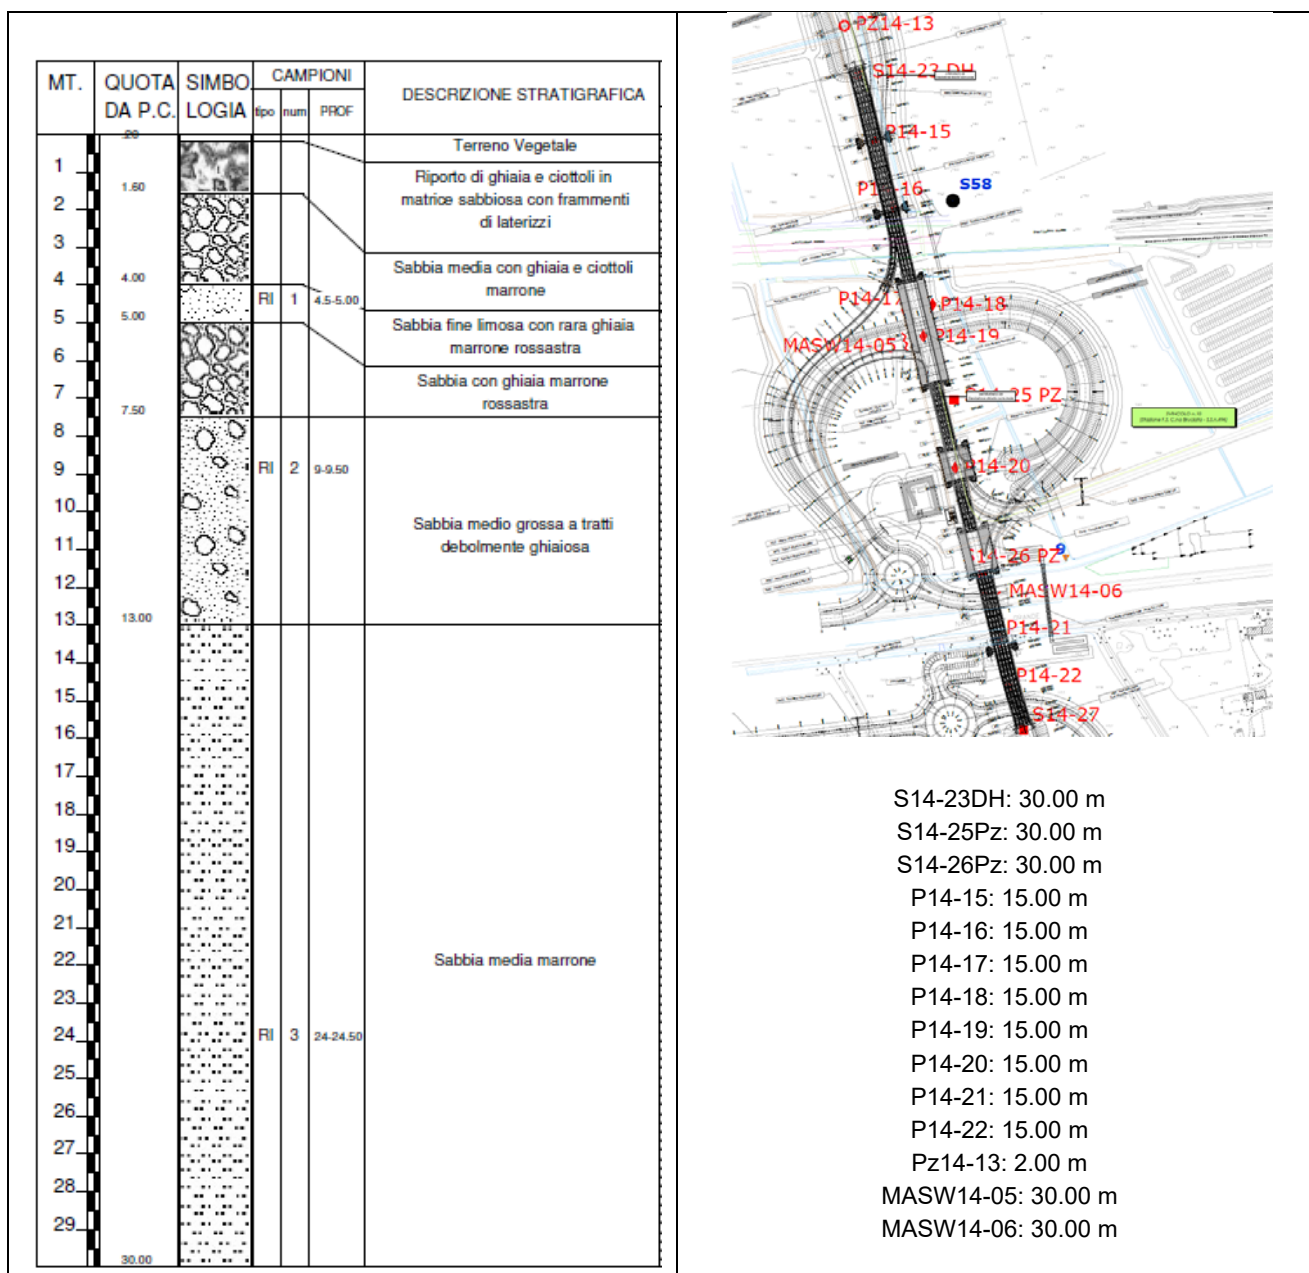 MT.
QUOTA
DA P.C.
SIMBO
LOGIA
CAMPIONI
tipo
num
PROF
DESCRIZIONE STRATIGRAFICA
.20
Terreno Vegetale
1
1.60
Riporto di ghiaia e ciottoli in
matrice sabbiosa con frammenti
di laterizzi
2
3
Sabbia media con ghiaia e ciottoli
marrone
4
4.00
RI
1
4.5-5.00
5
5.00
Sabbia fine limosa con rara ghiaia
marrone rossastra
6
Sabbia con ghiaia marrone
rossastra
7
7.50
8
9
RI
2
9-9.50
10
Sabbia medio grossa a tratti
debolmente ghiaiosa
11
12
13
13.00
14
15
16
17
18
19
20
21
22
Sabbia media marrone
23
24
RI
3
24-24.50
25
26
27
28
29
30.00
PZ14-13
S14-23 DH
P14-15
P14-16
S58
P14-17
P14-18
P14-19
MASW14-05
25 PZ
P14-20
S14-26 PZ
9
MASW14-06
P14-21
P14-22
S14-27
S14-23DH: 30.00 m
S14-25Pz: 30.00 m
S14-26Pz: 30.00 m
P14-15: 15.00 m
P14-16: 15.00 m
P14-17: 15.00 m
P14-18: 15.00 m
P14-19: 15.00 m
P14-20: 15.00 m
P14-21: 15.00 m
P14-22: 15.00 m
Pz14-13: 2.00 m
MASW14-05: 30.00 m
MASW14-06: 30.00 m